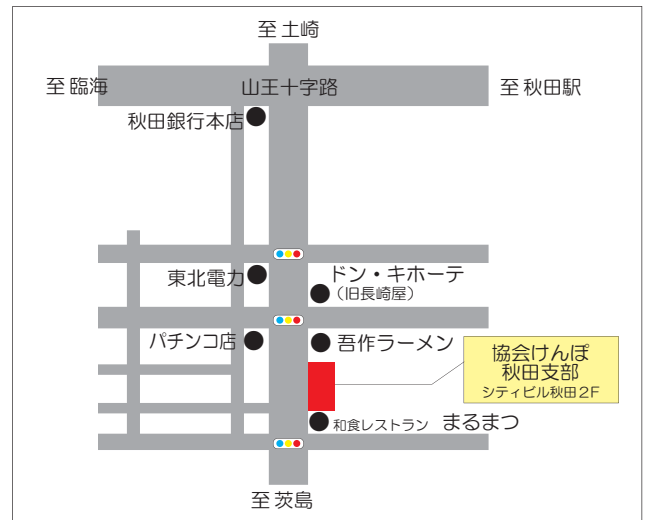 至 土崎
至 臨海
山王十字路
至 秋田駅
秋田銀行本店
東北電力
ドン・キホーテ
（旧長崎屋）
パチンコ店
吾作ラーメン
協会けんぽ
秋田支部
シティビル秋田２F
和食レストラン まるまつ
至 茨島